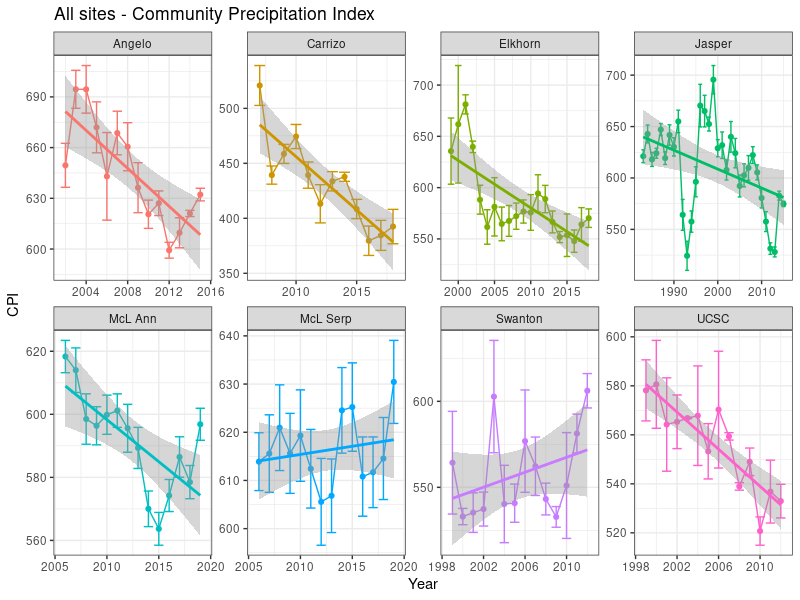 All sites - Community Precipitation Index
Angelo
Carrizo
Elkhorn
Jasper
690
660
630
600
2004 2008 2012 2016
500
450
400
350
2010 2015
700
650
600
550
2000 2005 2010 2015
700
650
600
550
1990 2000 2010
CPI
McL Ann
McL Serp
Swanton
UCSC
620
600
580
560
2005 2010 2015 2020
640
630
620
610
600
2005 2010 2015 2020
600
550
1998 2002 2006 2010
600
580
560
540
520
1998 2002 2006 2010
Year